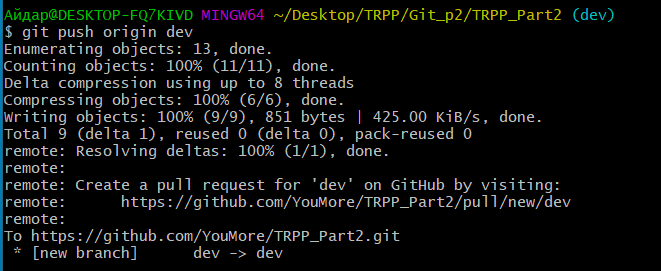 Айдар@DESKTOP-FQ7KIVD MINGW64 ~/Desktop/TRPP/Git_p2/TRPP_Part2 (dev)
$ git push origin dev
Enumerating objects: 13, done.
Counting objects: 100% (11/11), done.
Delta compression using up to 8 threads
Compressing objects: 100% (6/6), done.
Writing objects: 100% (9/9), 851 bytes | 425.00 KiB/s, done.
Total 9 (delta 1), reused 0 (delta 0), pack-reused 0
remote: Resolving deltas: 100% (1/1), done.
remote:
remote: Create a pull request for 'dev' on GitHub by visiting:
remote:      https://github.com/YouMore/TRPP_Part2/pull/new/dev
remote:
To https://github.com/YouMore/TRPP_Part2.git
 * [new branch]      dev -> dev